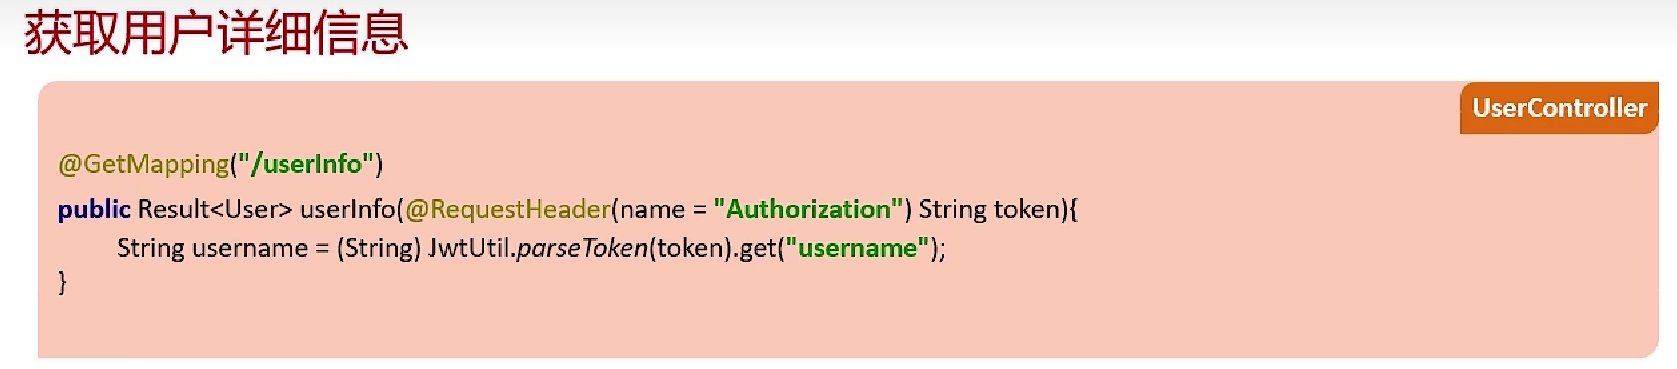 获取用户详细信息
UserController
@GetMapping("/userInfo")
public Result<User> userInfo(@RequestHeader(name = "Authorization") String token){
String username = (String) JwtUtil.parseToken(token).get("username");
}